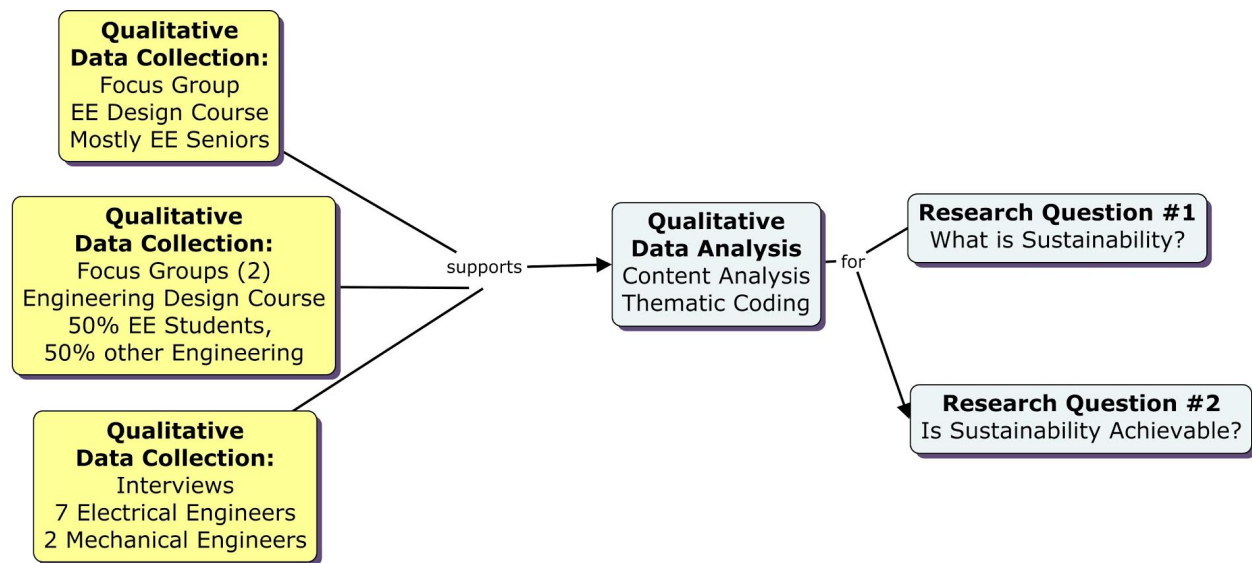 Qualitative
Data Collection:
Focus Group
EE Design Course
Mostly EE Seniors
Qualitative
Data Collection:
Focus Groups (2)
Engineering Design Course
50% EE Students,
50% other Engineering
Qualitative
Data Collection:
Interviews
7 Electrical Engineers
2 Mechanical Engineers
supports
Qualitative
Data Analysis
Content Analysis
Thematic Coding
for
Research Question #1
What is Sustainability?
Research Question #2
Is Sustainability Achievable?